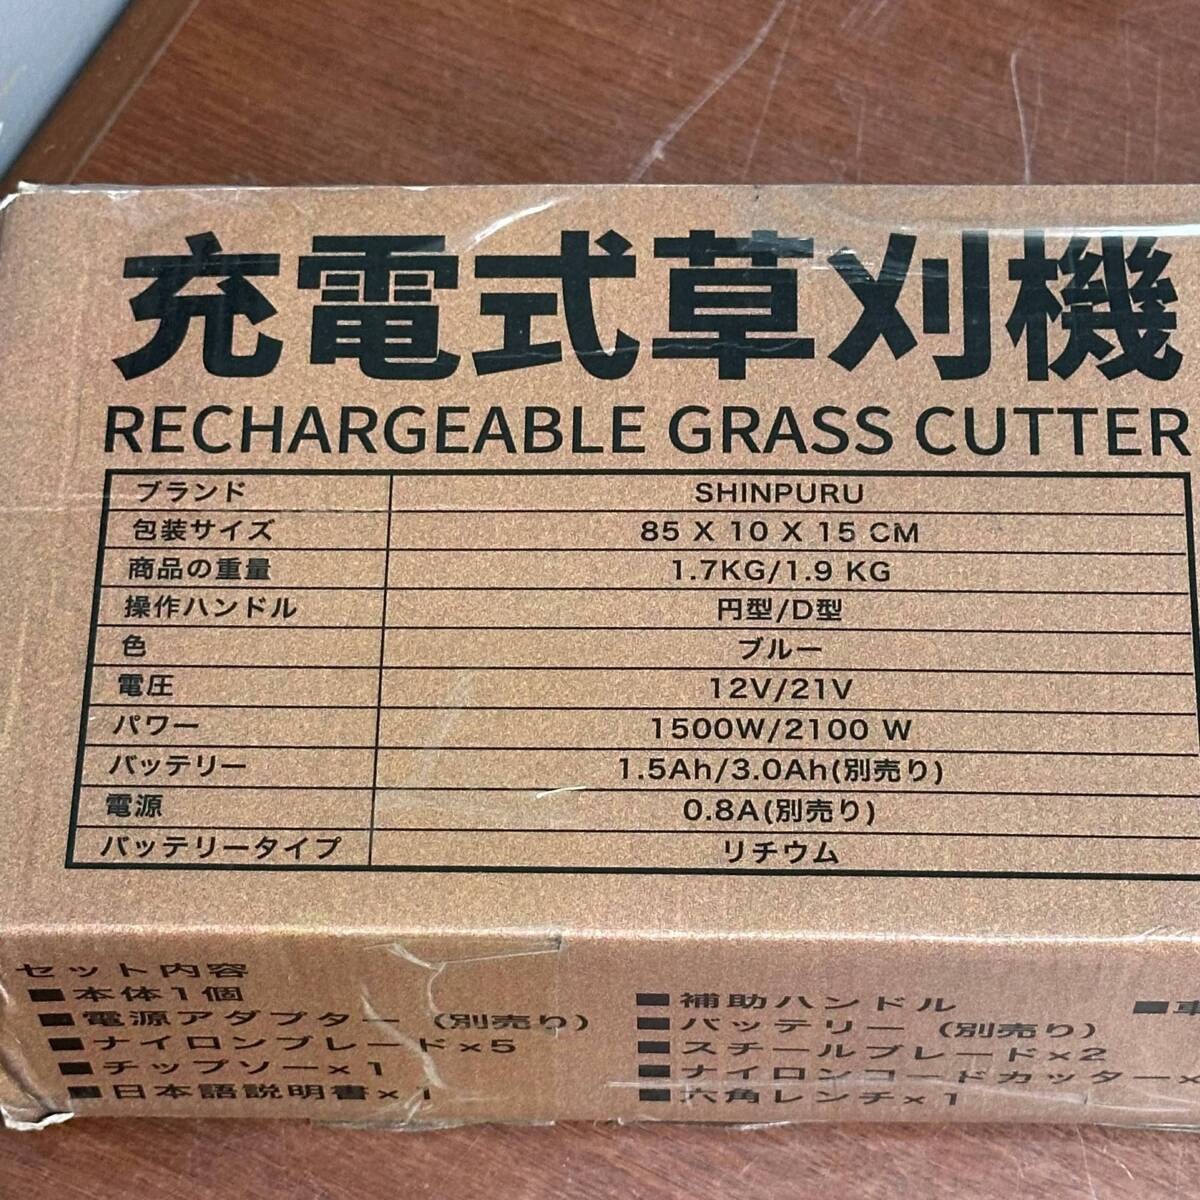 充電式草刈機
RECHARGEABLE GRASS CUTTER
ブランド SHINPURU
包装サイズ 85 X 10 X 15 CM
商品の重量 1.7KG/1.9 KG
操作ハンドル 円型/D型
色 ブルー
電圧 12V/21V
パワー 1500W/2100 W
バッテリー 1.5Ah/3.0Ah(別売り)
電源 0.8A(別売り)
バッテリータイプ リチウム
セット内容
■本体1個
■電源アダプター (別売り)
■ナイロンブレード×5
■チップソー×1
■日本語説明書×1
■補助ハンドル
■バッテリー (別売り)
■スチールブレード×2
■ナイロンコードカッター×
■六角レンチ×1